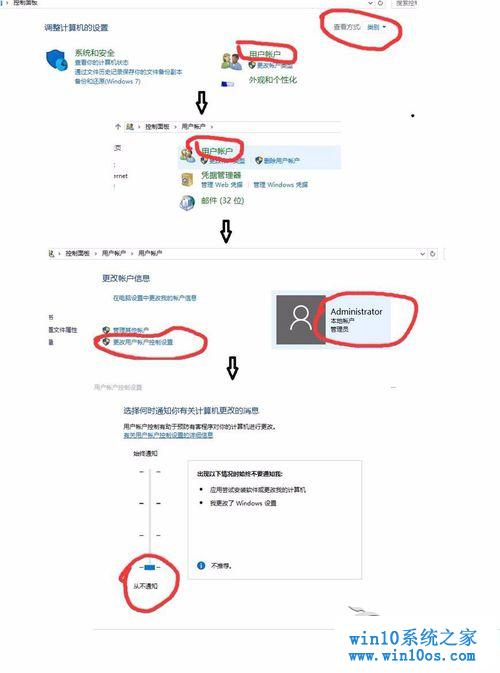 控制面板
搜索控制
调整计算机的设置
查看方式: 类别
系统和安全
查看你的计算机状态
通过文件历史记录保存你的文件备份副本
备份和还原(Windows 7)
用户帐户
更改帐户类型
外观和个性化
控制面板 > 用户帐户 >
页
用户帐户
更改帐户类型 删除用户帐户
ernet
凭据管理器
管理 Web 凭据 管理 Windows 凭据
邮件 (32 位)
控制面板 > 用户帐户 > 用户帐户
更改帐户信息
在电脑设置中更改我的帐户信息
Administrator
本地帐户
管理员
书
置文件属性
管理其他帐户
量
更改用户帐户控制设置
用户帐户控制设置
选择何时通知你有关计算机更改的消息
用户帐户控制有助于预防有害程序对你的计算机进行更改。
有关用户帐户控制设置的详细信息
始终通知
出现以下情况时始终不要通知我:
应用尝试安装软件或更改我的计算机
我更改了 Windows 设置
不推荐。
从不通知
win10系统之家
www.win10os.com